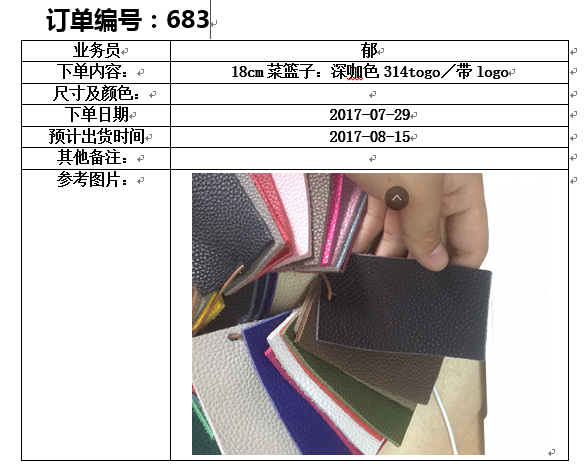 订单编号：683
业务员 郁
下单内容： 18cm 菜篮子：深咖色 314togo／带 logo
尺寸及颜色：
下单日期 2017-07-29
预计出货时间 2017-08-15
其他备注：
参考图片：